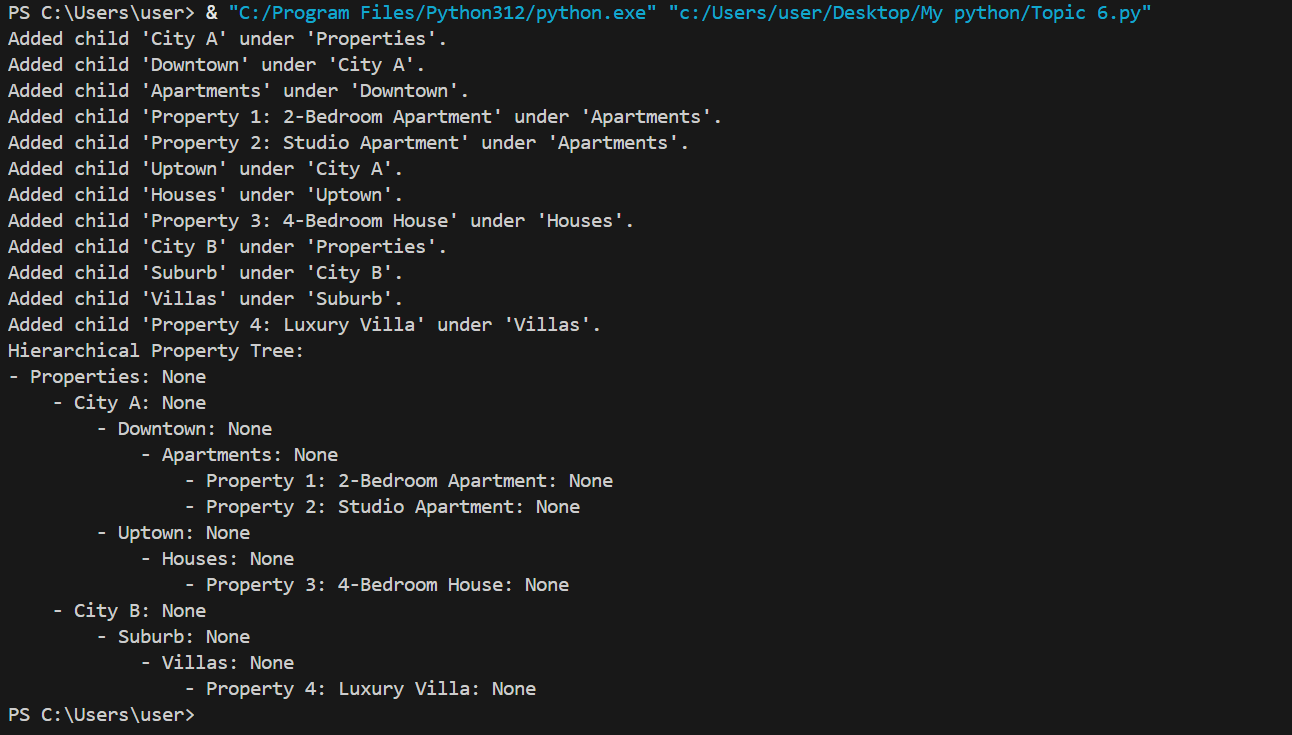 PS C:\Users\user> & "C:/Program Files/Python312/python.exe" "c:/Users/user/Desktop/My python/Topic 6.py"
Added child 'City A' under 'Properties'.
Added child 'Downtown' under 'City A'.
Added child 'Apartments' under 'Downtown'.
Added child 'Property 1: 2-Bedroom Apartment' under 'Apartments'.
Added child 'Property 2: Studio Apartment' under 'Apartments'.
Added child 'Uptown' under 'City A'.
Added child 'Houses' under 'Uptown'.
Added child 'Property 3: 4-Bedroom House' under 'Houses'.
Added child 'City B' under 'Properties'.
Added child 'Suburb' under 'City B'.
Added child 'Villas' under 'Suburb'.
Added child 'Property 4: Luxury Villa' under 'Villas'.
Hierarchical Property Tree:
- Properties: None
    - City A: None
        - Downtown: None
            - Apartments: None
                - Property 1: 2-Bedroom Apartment: None
                - Property 2: Studio Apartment: None
        - Uptown: None
            - Houses: None
                - Property 3: 4-Bedroom House: None
    - City B: None
        - Suburb: None
            - Villas: None
                - Property 4: Luxury Villa: None
PS C:\Users\user>